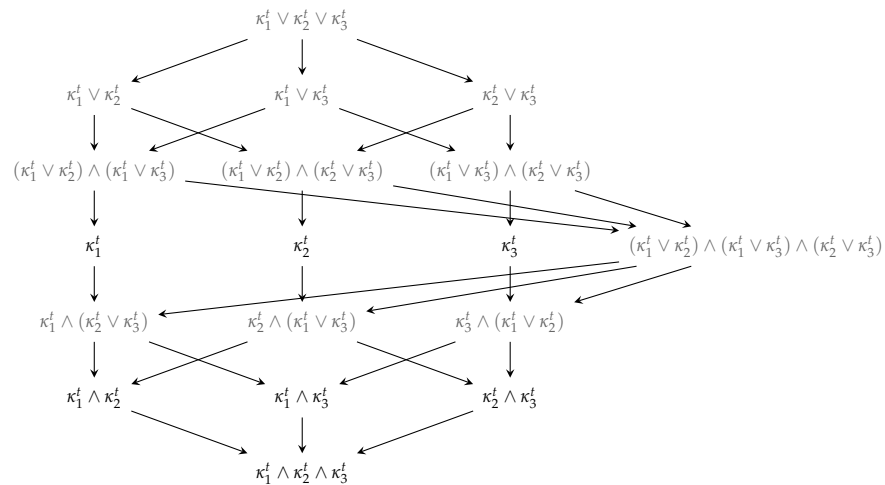 κ₁ᵗ ∨ κ₂ᵗ ∨ κ₃ᵗ
κ₁ᵗ ∨ κ₂ᵗ κ₁ᵗ ∨ κ₃ᵗ κ₂ᵗ ∨ κ₃ᵗ
(κ₁ᵗ ∨ κ₂ᵗ) ∧ (κ₁ᵗ ∨ κ₃ᵗ) (κ₁ᵗ ∨ κ₂ᵗ) ∧ (κ₂ᵗ ∨ κ₃ᵗ) (κ₁ᵗ ∨ κ₃ᵗ) ∧ (κ₂ᵗ ∨ κ₃ᵗ)
κ₁ᵗ κ₂ᵗ κ₃ᵗ (κ₁ᵗ ∨ κ₂ᵗ) ∧ (κ₁ᵗ ∨ κ₃ᵗ) ∧ (κ₂ᵗ ∨ κ₃ᵗ)
κ₁ᵗ ∧ (κ₂ᵗ ∨ κ₃ᵗ) κ₂ᵗ ∧ (κ₁ᵗ ∨ κ₃ᵗ) κ₃ᵗ ∧ (κ₁ᵗ ∨ κ₂ᵗ)
κ₁ᵗ ∧ κ₂ᵗ κ₁ᵗ ∧ κ₃ᵗ κ₂ᵗ ∧ κ₃ᵗ
κ₁ᵗ ∧ κ₂ᵗ ∧ κ₃ᵗ